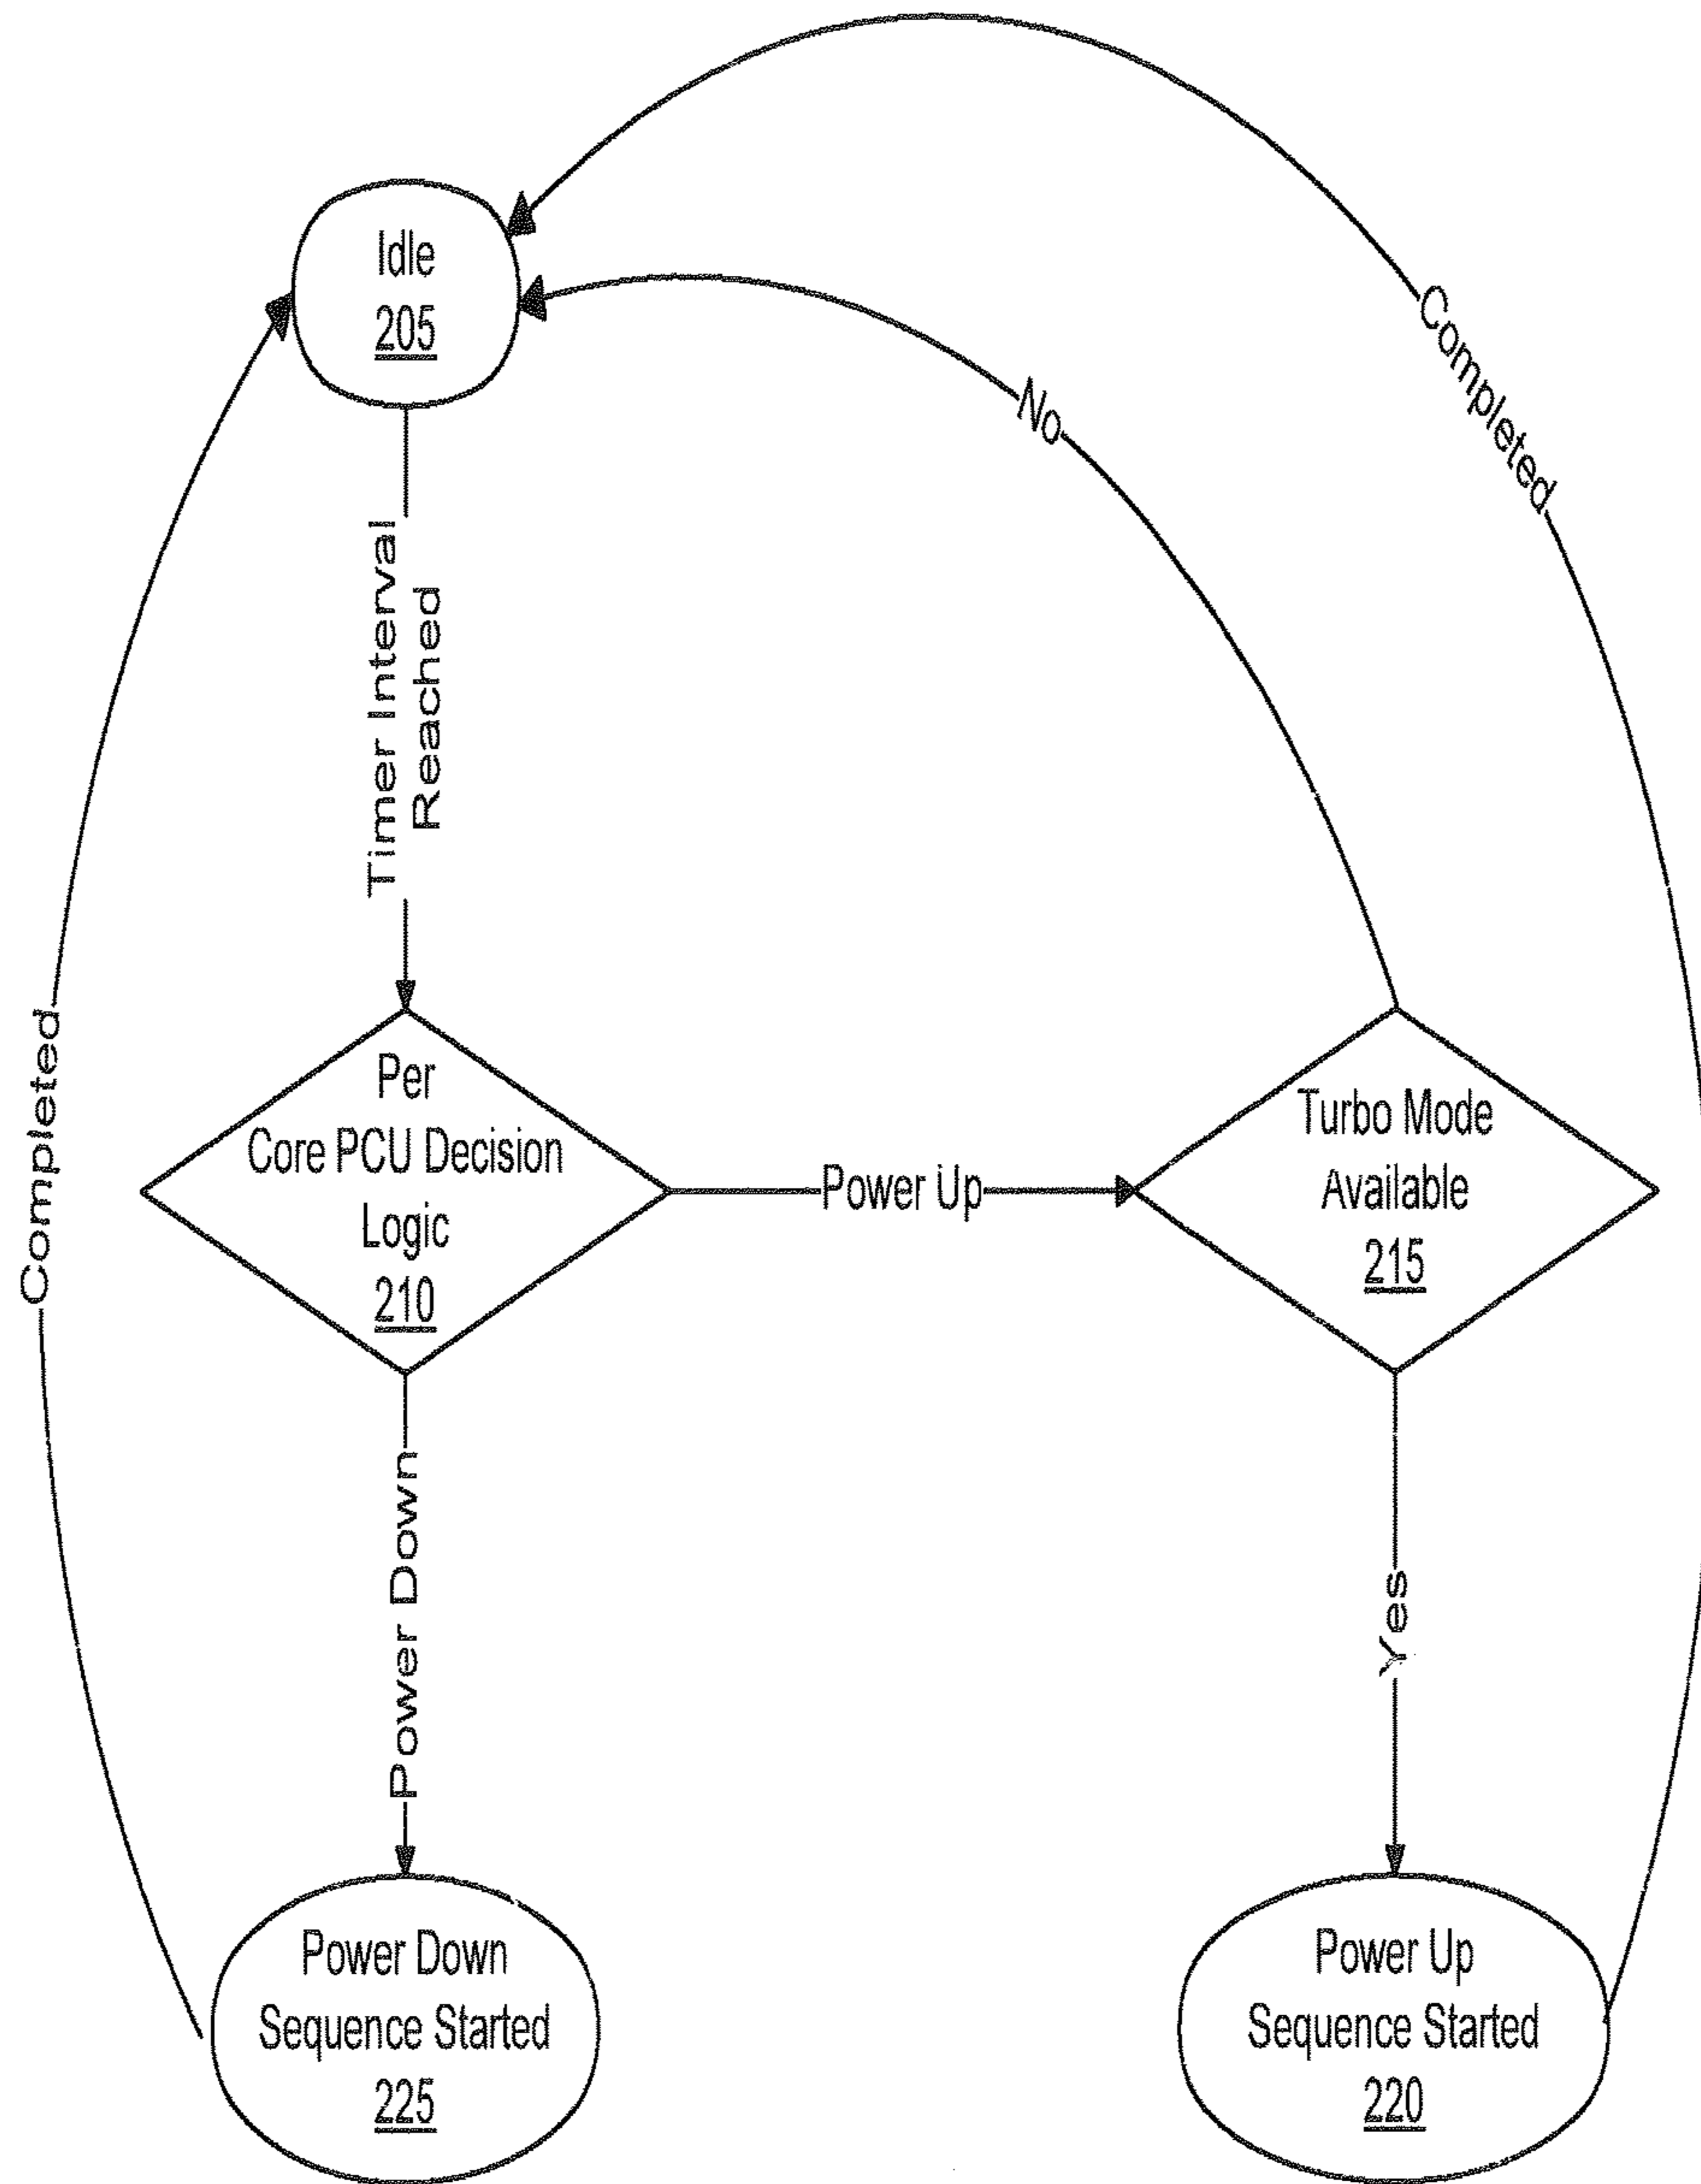 Idle
205
Timer Interval
Reached
No
Completed
Completed
Per
Core PCU Decision
Logic
210
Power Up
Turbo Mode
Available
215
Power Down
Yes
Power Down
Sequence Started
225
Power Up
Sequence Started
220